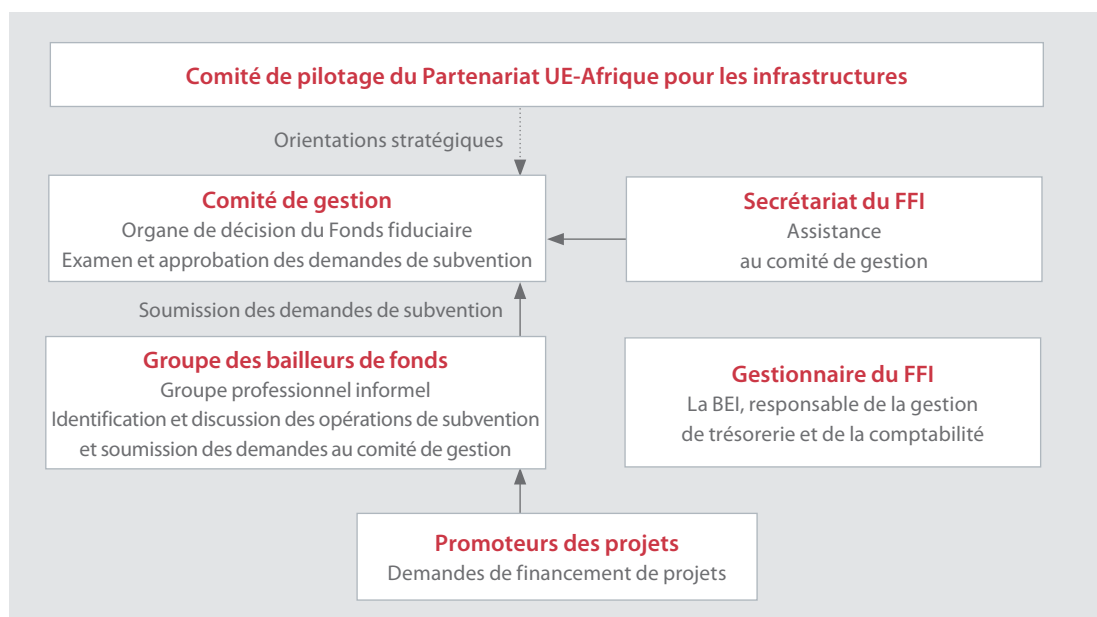 Comité de pilotage du Partenariat UE-Afrique pour les infrastructures
Orientations stratégiques
Comité de gestion
Organe de décision du Fonds fiduciaire
Examen et approbation des demandes de subvention
Secrétariat du FFI
Assistance
au comité de gestion
Soumission des demandes de subvention
Groupe des bailleurs de fonds
Groupe professionnel informel
Identification et discussion des opérations de subvention
et soumission des demandes au comité de gestion
Gestionnaire du FFI
La BEI, responsable de la gestion
de trésorerie et de la comptabilité
Promoteurs des projets
Demandes de financement de projets